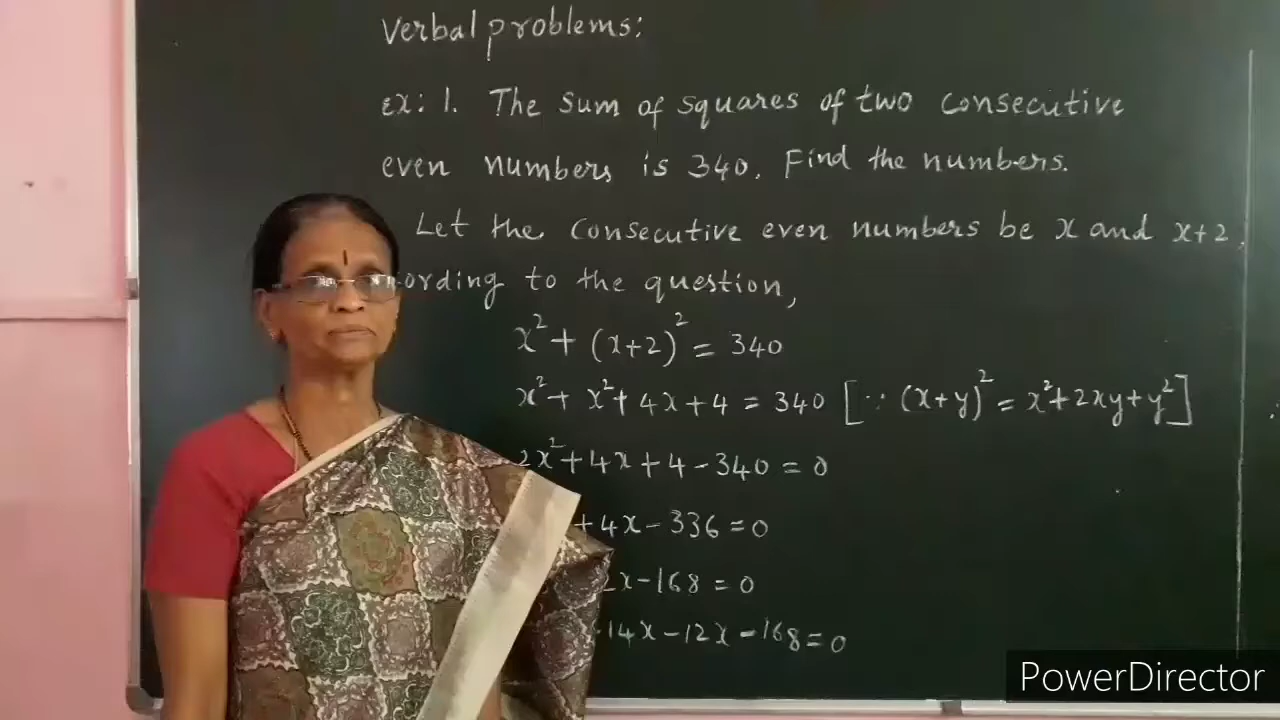 Verbal problems:
ex: 1. The sum of squares of two consecutive
even numbers is 340. Find the numbers.
Let the consecutive even numbers be x and x+2.
ording to the question,
x² + (x+2)² = 340
x² + x² + 4x + 4 = 340 [∵ (x+y)² = x² + 2xy + y²]
2x² + 4x + 4 - 340 = 0
+ 4x - 336 = 0
2x - 168 = 0
14x - 12x - 168 = 0
PowerDirector